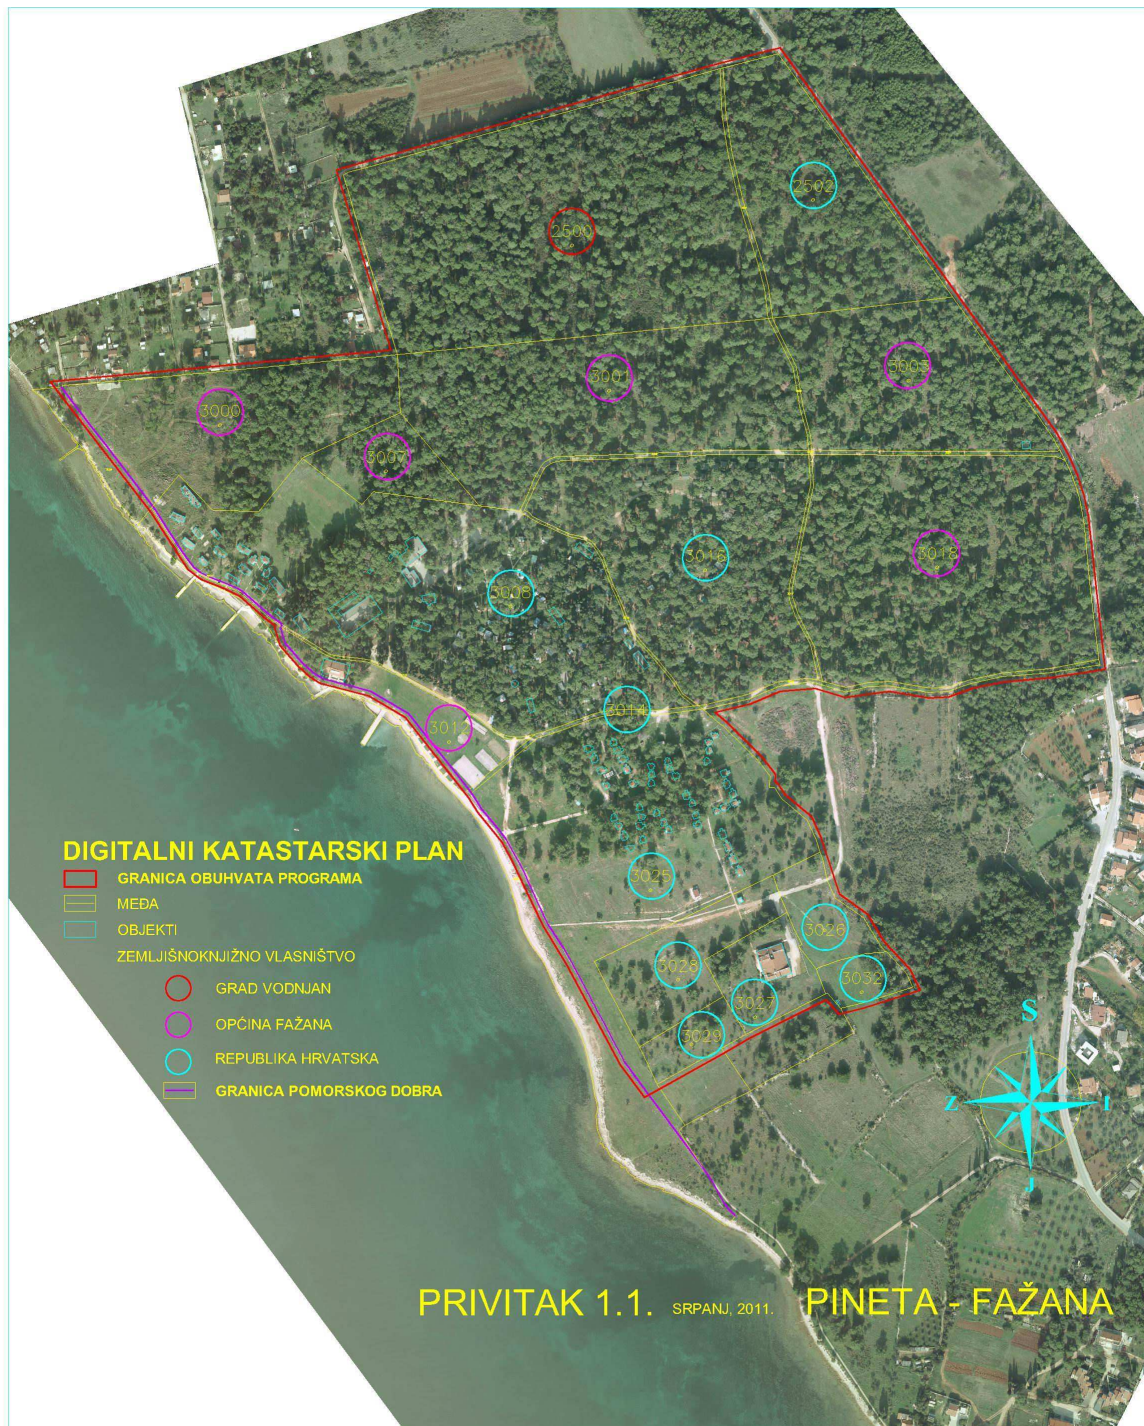 2502
2500
3003
3001
3000
3007
3016
3018
3008
3014
3017
DIGITALNI KATASTARSKI PLAN
GRANICA OBUHVATA PROGRAMA
MEĐA
OBJEKTI
ZEMLJIŠNOKNJIŽNO VLASNIŠTVO
GRAD VODNJAN
OPĆINA FAŽANA
REPUBLIKA HRVATSKA
GRANICA POMORSKOG DOBRA
3025
3026
3028
3032
3027
3029
S
Z
I
J
PRIVITAK 1.1. SRPANJ, 2011. PINETA - FAŽANA